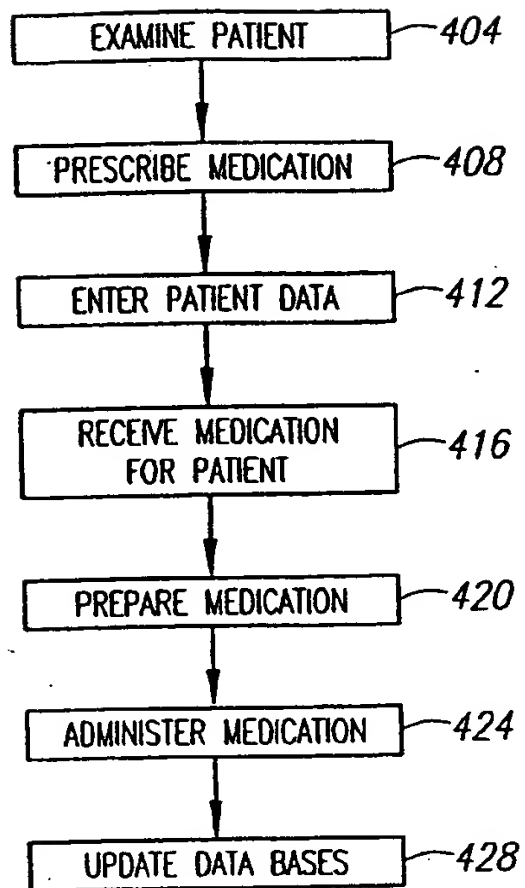 EXAMINE PATIENT 404
PRESCRIBE MEDICATION 408
ENTER PATIENT DATA 412
RECEIVE MEDICATION
FOR PATIENT 416
PREPARE MEDICATION 420
ADMINISTER MEDICATION 424
UPDATE DATA BASES 428